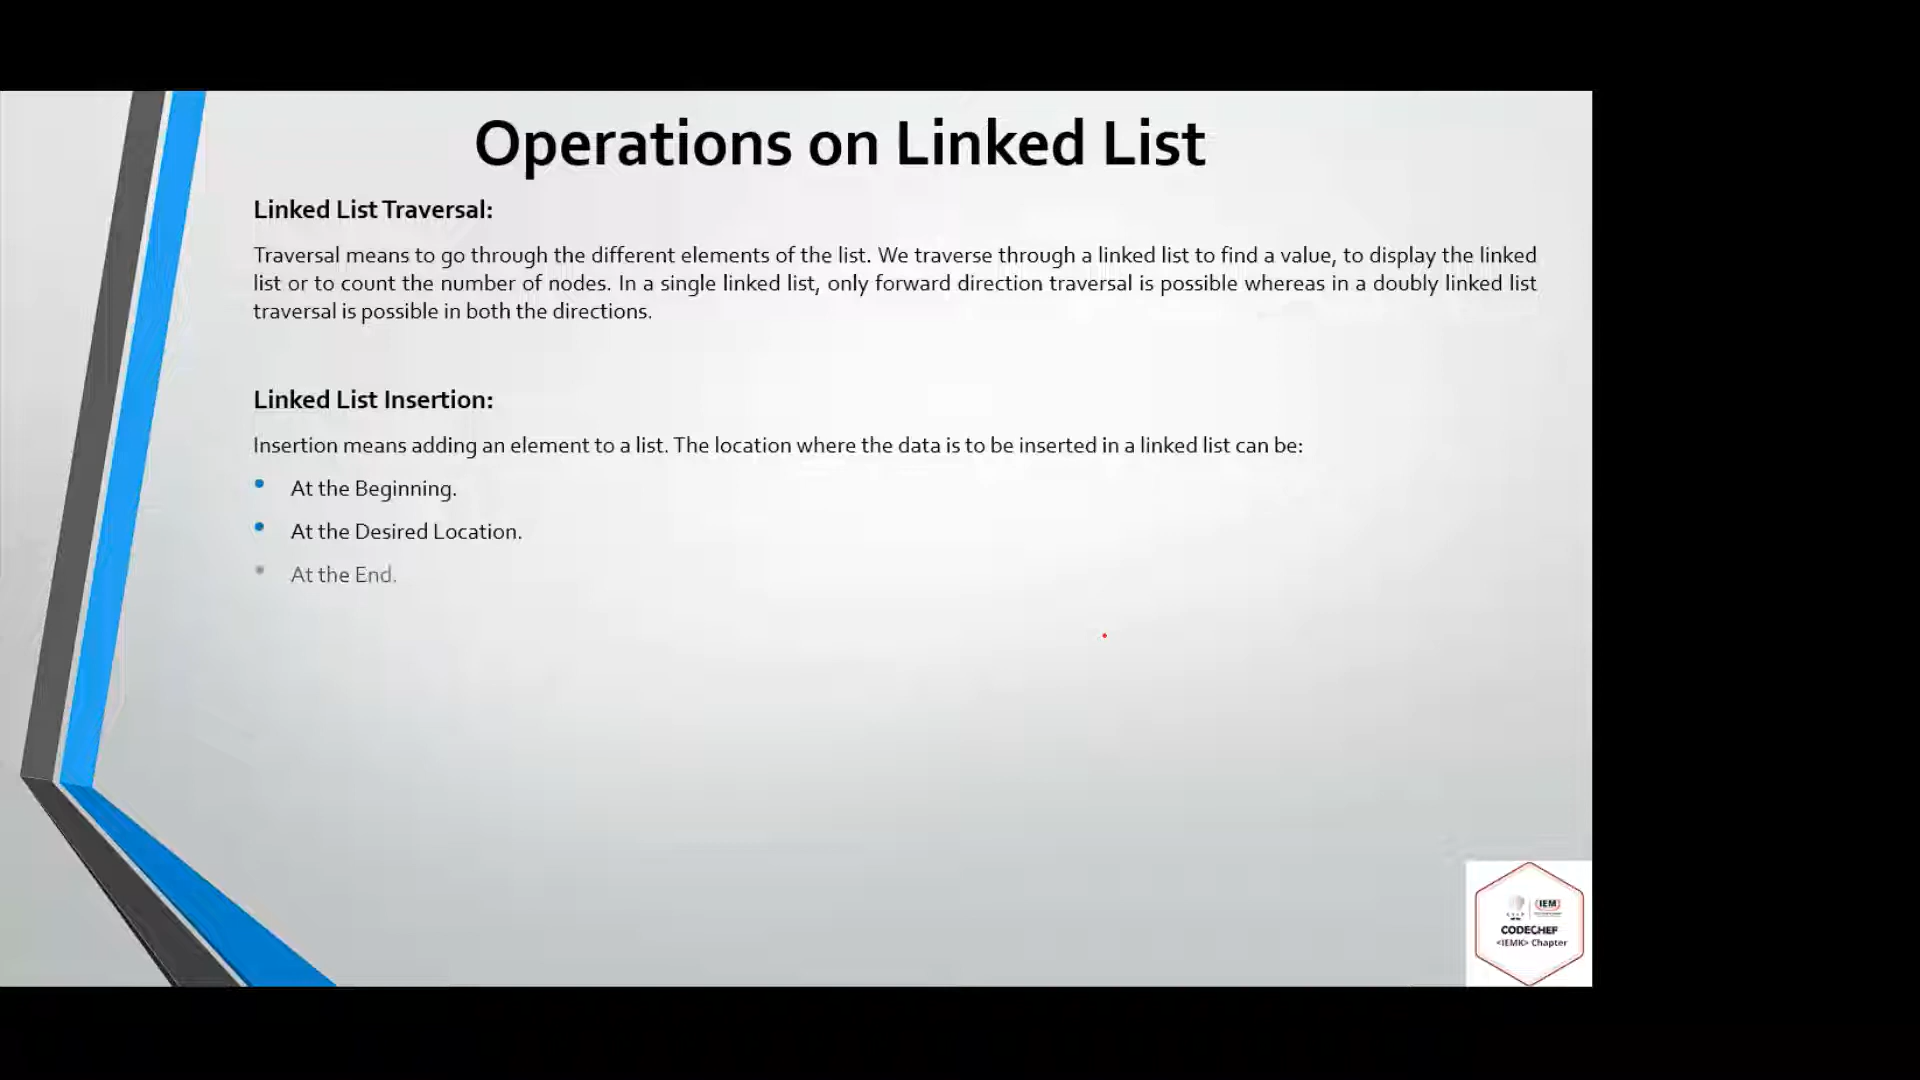 Operations on Linked List
Linked List Traversal:
Traversal means to go through the different elements of the list. We traverse through a linked list to find a value, to display the linked
list or to count the number of nodes. In a single linked list, only forward direction traversal is possible whereas in a doubly linked list
traversal is possible in both the directions.
Linked List Insertion:
Insertion means adding an element to a list. The location where the data is to be inserted in a linked list can be:
• At the Beginning.
• At the Desired Location.
• At the End.
IEM
CODECHEF
<IEMK> Chapter